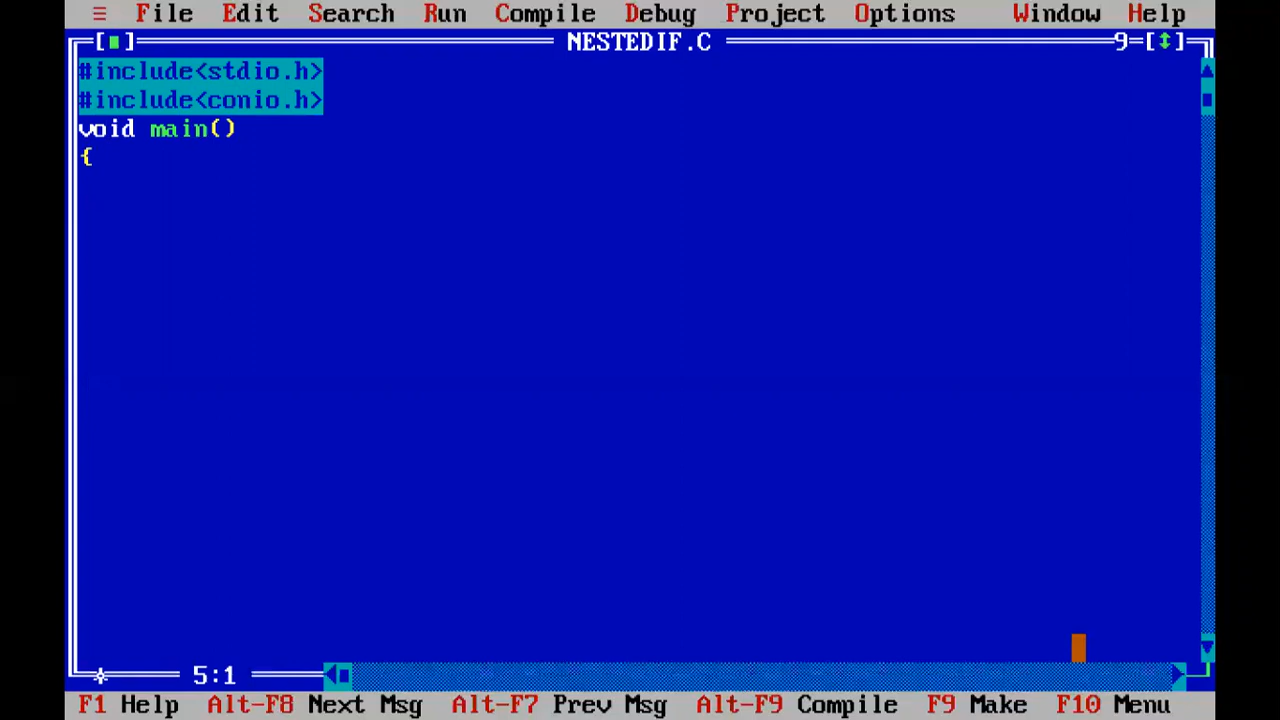 ≡ File Edit Search Run Compile Debug Project Options Window Help
[■] NESTEDIF.C 9=[↕]
#include<stdio.h>
#include<conio.h>
void main()
{
5:1
F1 Help Alt-F8 Next Msg Alt-F7 Prev Msg Alt-F9 Compile F9 Make F10 Menu